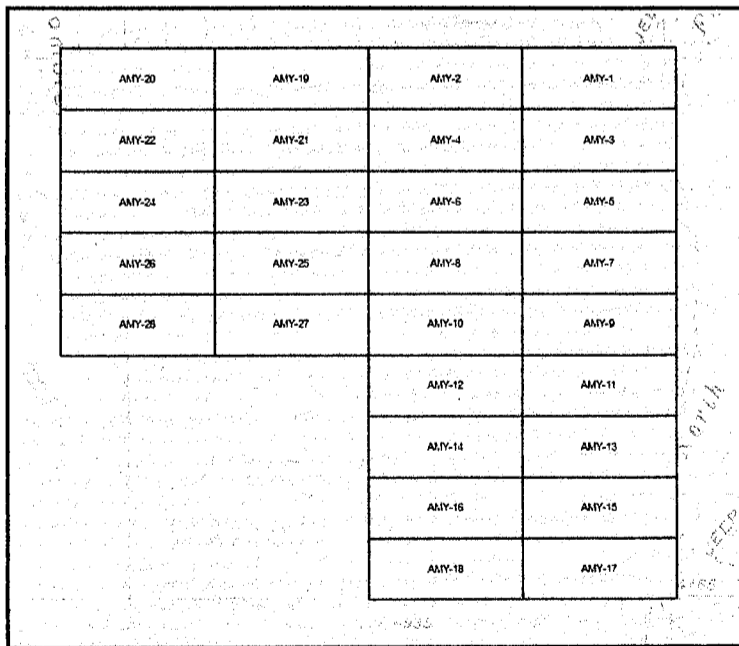 AMY-20 AMY-19 AMY-2 AMY-1
AMY-22 AMY-21 AMY-4 AMY-3
AMY-24 AMY-23 AMY-6 AMY-5
AMY-26 AMY-25 AMY-8 AMY-7
AMY-28 AMY-27 AMY-10 AMY-9
AMY-12 AMY-11
AMY-14 AMY-13
orth
AMY-16 AMY-15
AMY-18 AMY-17